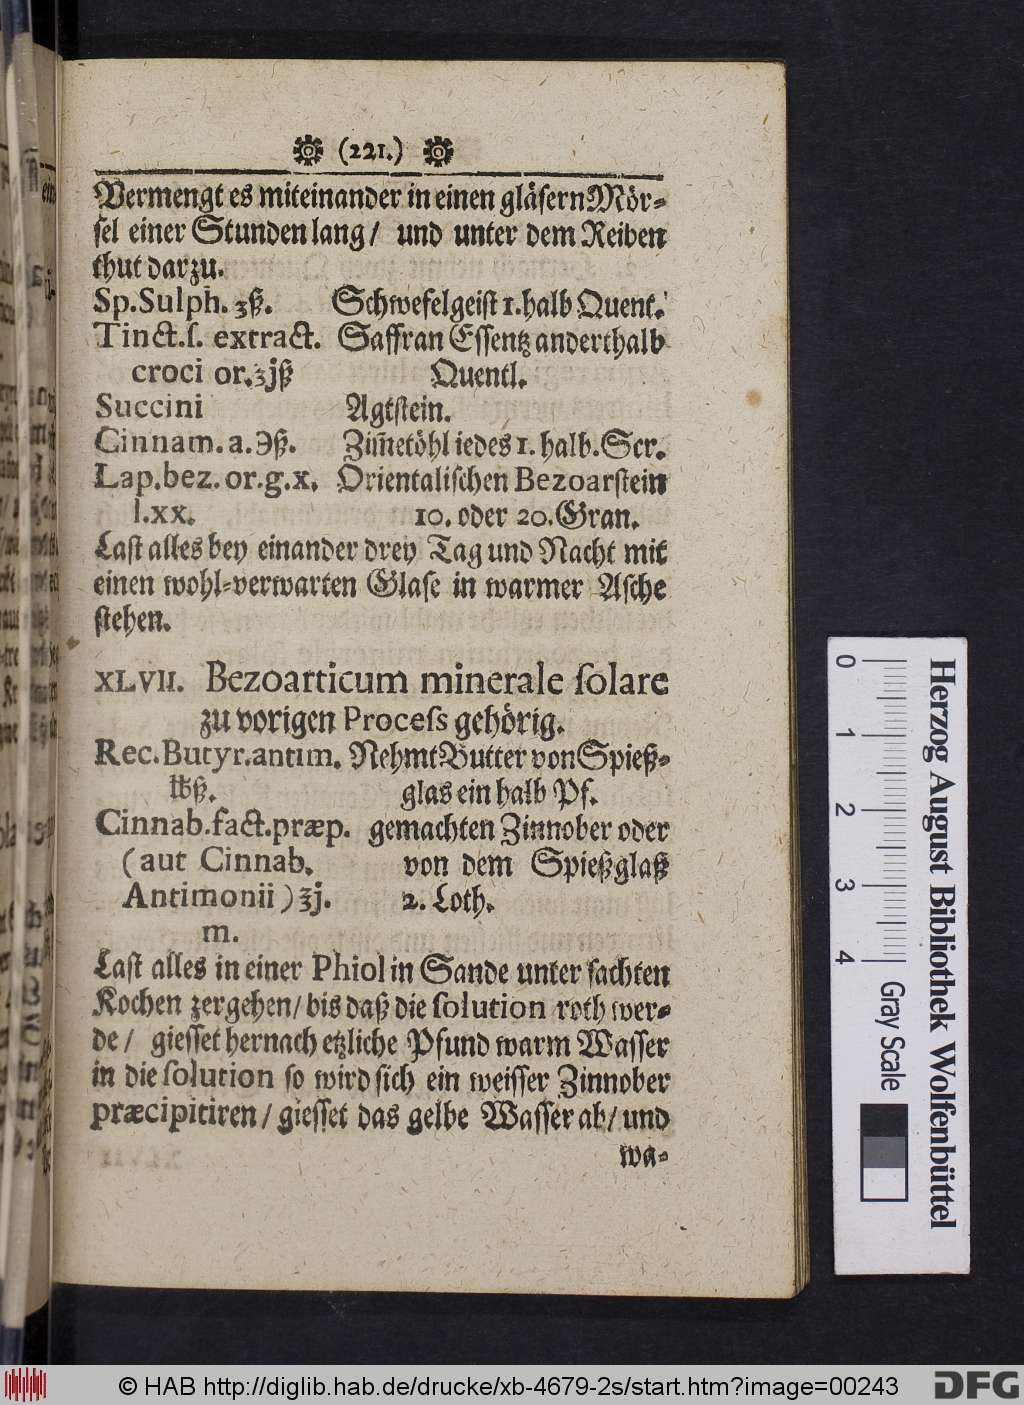 (221.)
Vermengt es miteinander in einen gläsern Mör⸗
ſel einer Stunden lang / und unter dem Reiben
thut darzu.
Sp.Sulph. ʒß. Schwefelgeiſt 1. halb Quent.
Tinct.ſ. extract. Saffran Eſſentz anderthalb
croci or.ʒjß Quentl.
Succini Agtſtein.
Cinnam.a.℈ß. Zim̃etöhl iedes 1. halb. Scr.
Lap.bez.or.g.x. Orientaliſchen Bezoarſtein
l.xx. 10. oder 20. Gran.
Laſt alles bey einander drey Tag und Nacht mit
einen wohl⸗verwarten Glaſe in warmer Aſche
ſtehen.
XLVII. Bezoarticum minerale ſolare
zu vorigen Proceſs gehörig.
Rec.Butyr.antim. Nehmt Butter von Spieß⸗
℔ß. glas ein halb Pf.
Cinnab.fact.præp. gemachten Zinnober oder
(aut Cinnab. von dem Spießglaß
Antimonii) ℥j. 2. Loth.
m.
Laſt alles in einer Phiol in Sande unter ſachten
Kochen zergehen / bis daß die ſolution roth wer⸗
de / gieſſet hernach etzliche Pfund warm Waſſer
in die ſolution ſo wird ſich ein weiſſer Zinnober
præcipitiren / gieſſet das gelbe Waſſer ab / und
wa⸗
0 1 2 3 4
Herzog August Bibliothek Wolfenbüttel
Gray Scale
© HAB http://diglib.hab.de/drucke/xb-4679-2s/start.htm?image=00243
DFG